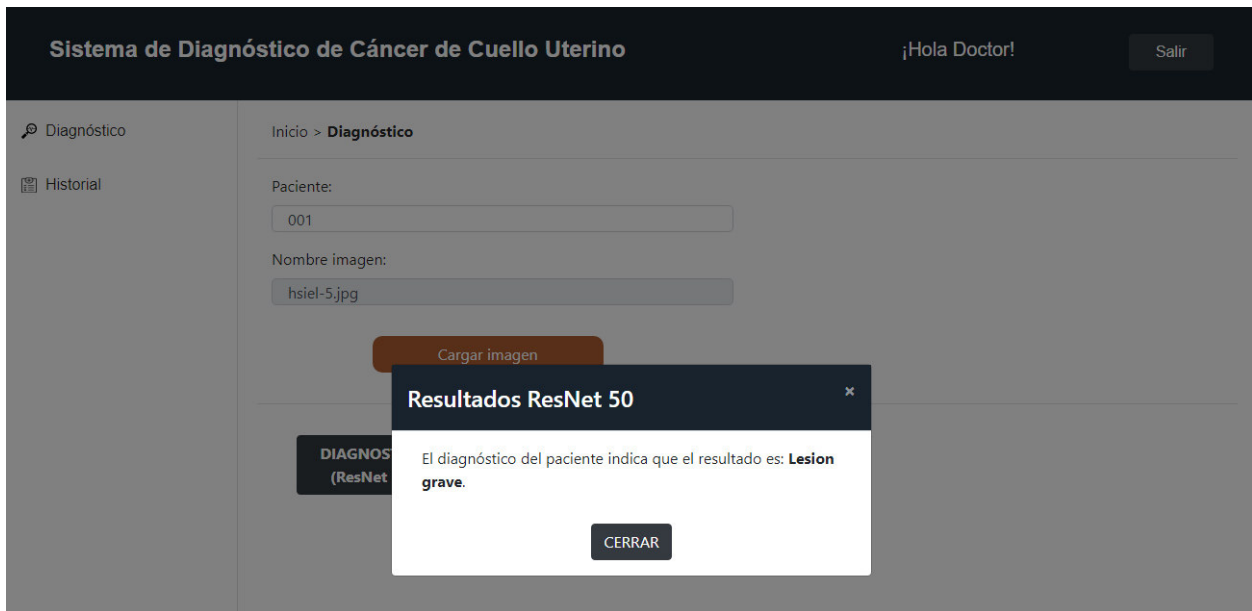 Sistema de Diagnóstico de Cáncer de Cuello Uterino
¡Hola Doctor!
Salir
Diagnóstico
Historial
Inicio > Diagnóstico
Paciente:
001
Nombre imagen:
hsiel-5.jpg
Cargar imagen
Resultados ResNet 50
×
El diagnóstico del paciente indica que el resultado es: Lesion
grave.
CERRAR
DIAGNOS
(ResNet